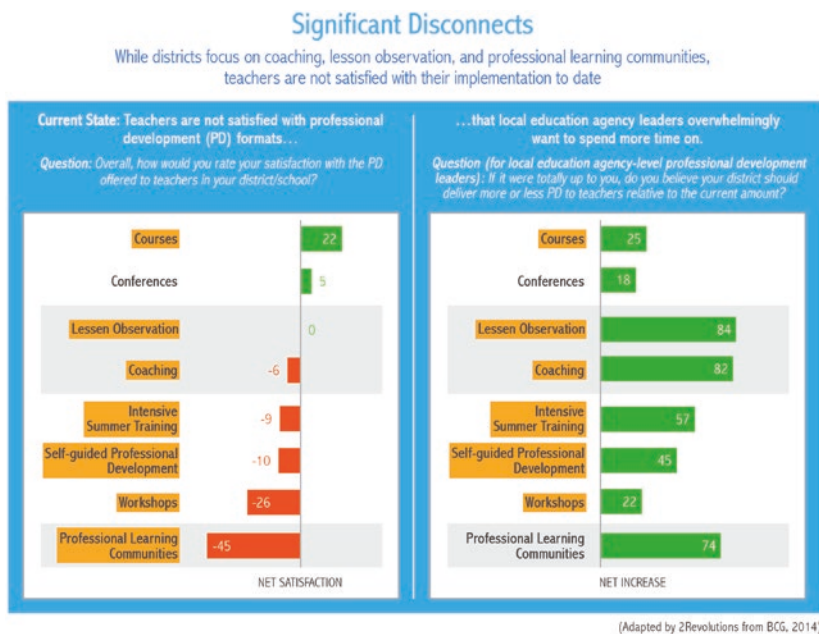 Significant Disconnects
While districts focus on coaching, lesson observation, and professional learning communities,
teachers are not satisfied with their implementation to date
Current State: Teachers are not satisfied with professional
development (PD) formats...
Question: Overall, how would you rate your satisfaction with the PD
offered to teachers in your district/school?
Courses
22
Conferences
5
Lessen Observation
0
Coaching
-6
Intensive
Summer Training
-9
Self-guided Professional
Development
-10
Workshops
-26
Professional Learning
Communities
-45
NET SATISFACTION
...that local education agency leaders overwhelmingly
want to spend more time on.
Question (for local education agency-level professional development
leaders): If it were totally up to you, do you believe your district should
deliver more or less PD to teachers relative to the current amount?
Courses
25
Conferences
18
Lessen Observation
84
Coaching
82
Intensive
Summer Training
57
Self-guided Professional
Development
45
Workshops
22
Professional Learning
Communities
74
NET INCREASE
(Adapted by 2Revolutions from BCG, 2014)